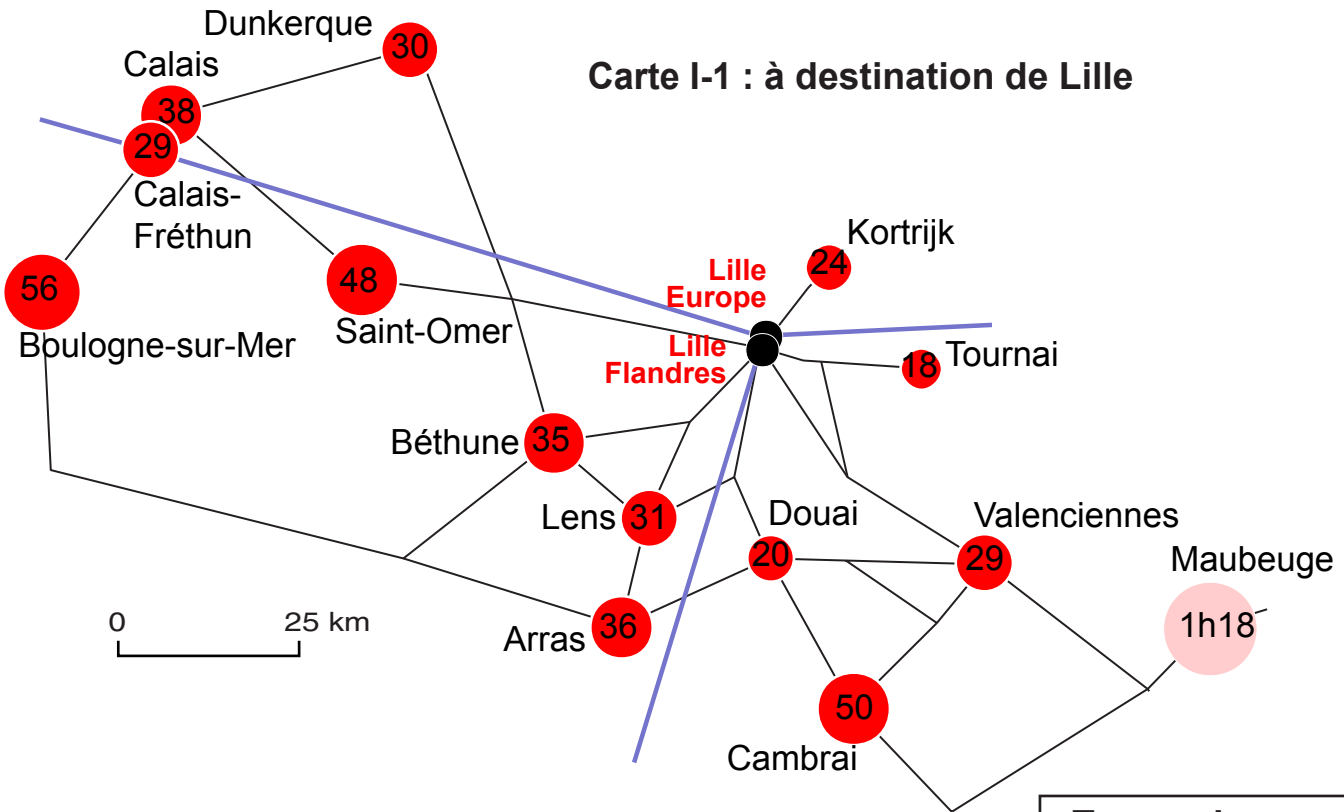 Dunkerque
30
Carte I-1 : à destination de Lille
Calais
38
29
Calais-
Fréthun
Kortrijk
24
Lille
Europe
56
48
Boulogne-sur-Mer
Saint-Omer
Lille
Flandres
18
Tournai
Béthune
35
Lens
31
Douai
20
Valenciennes
29
Maubeuge
1h18
0
25 km
Arras
36
50
Cambrai